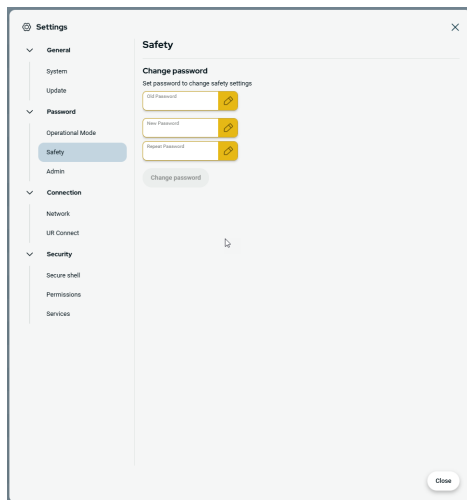 Settings
General
System
Update
Password
Operational Mode
Safety
Admin
Connection
Network
UR Connect
Security
Secure shell
Permissions
Services
Safety
Change password
Set password to change safety settings
Old Password
New Password
Repeat Password
Change password
Close